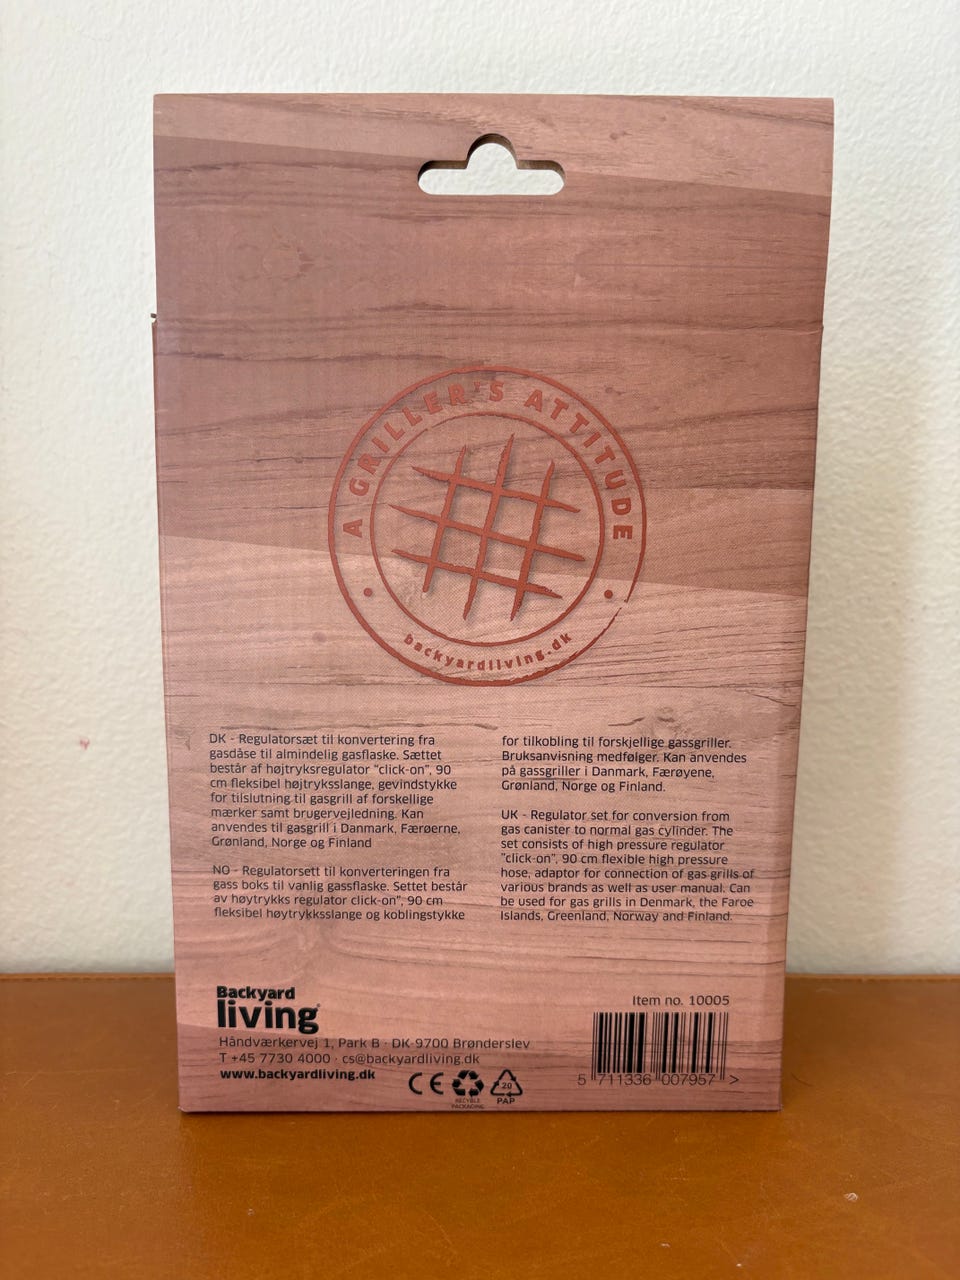 A GRILLER'S ATTITUDE
backyardliving.dk
DK - Regulatorsæt til konvertering fra
gasdåse til almindelig gasflaske. Sættet
består af højtryksregulator "click-on", 90
cm fleksibel højtryksslange, gevindstykke
for tilslutning til gasgrill af forskellige
mærker samt brugervejledning. Kan
anvendes til gasgrill i Danmark, Færøerne,
Grønland, Norge og Finland
NO - Regulatorsett til konverteringen fra
gass boks til vanlig gassflaske. Settet består
av høytrykks regulator click-on", 90 cm
fleksibel høytrykksslange og koblingstykke
for tilkobling til forskjellige gassgriller.
Bruksanvisning medfølger. Kan anvendes
på gassgriller i Danmark, Færøyene,
Grønland, Norge og Finland.
UK - Regulator set for conversion from
gas canister to normal gas cylinder. The
set consists of high pressure regulator
"click-on", 90 cm flexible high pressure
hose, adaptor for connection of gas grills of
various brands as well as user manual. Can
be used for gas grills in Denmark, the Faroe
Islands, Greenland, Norway and Finland.
Backyard
living®
Håndværkervej 1, Park B · DK-9700 Brønderslev
T +45 7730 4000 · cs@backyardliving.dk
www.backyardliving.dk
CE
RECYCLE
PACKAGING
20
PAP
Item no. 10005
5 711336 007957 >